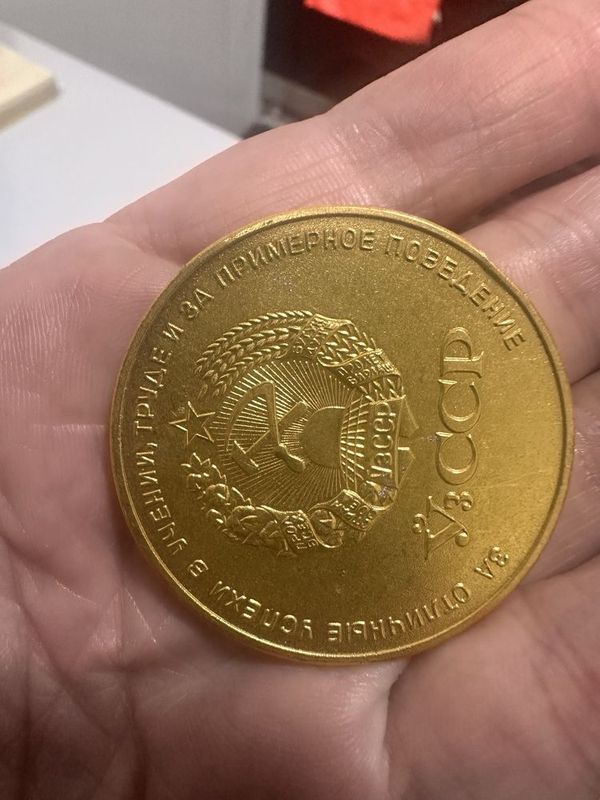 ЗА ОТЛИЧНЫЕ УСПЕХИ В УЧЕНИИ, ТРУДЕ И ЗА ПРИМЕРНОЕ ПОВЕДЕНИЕ
УзССР
УзССР